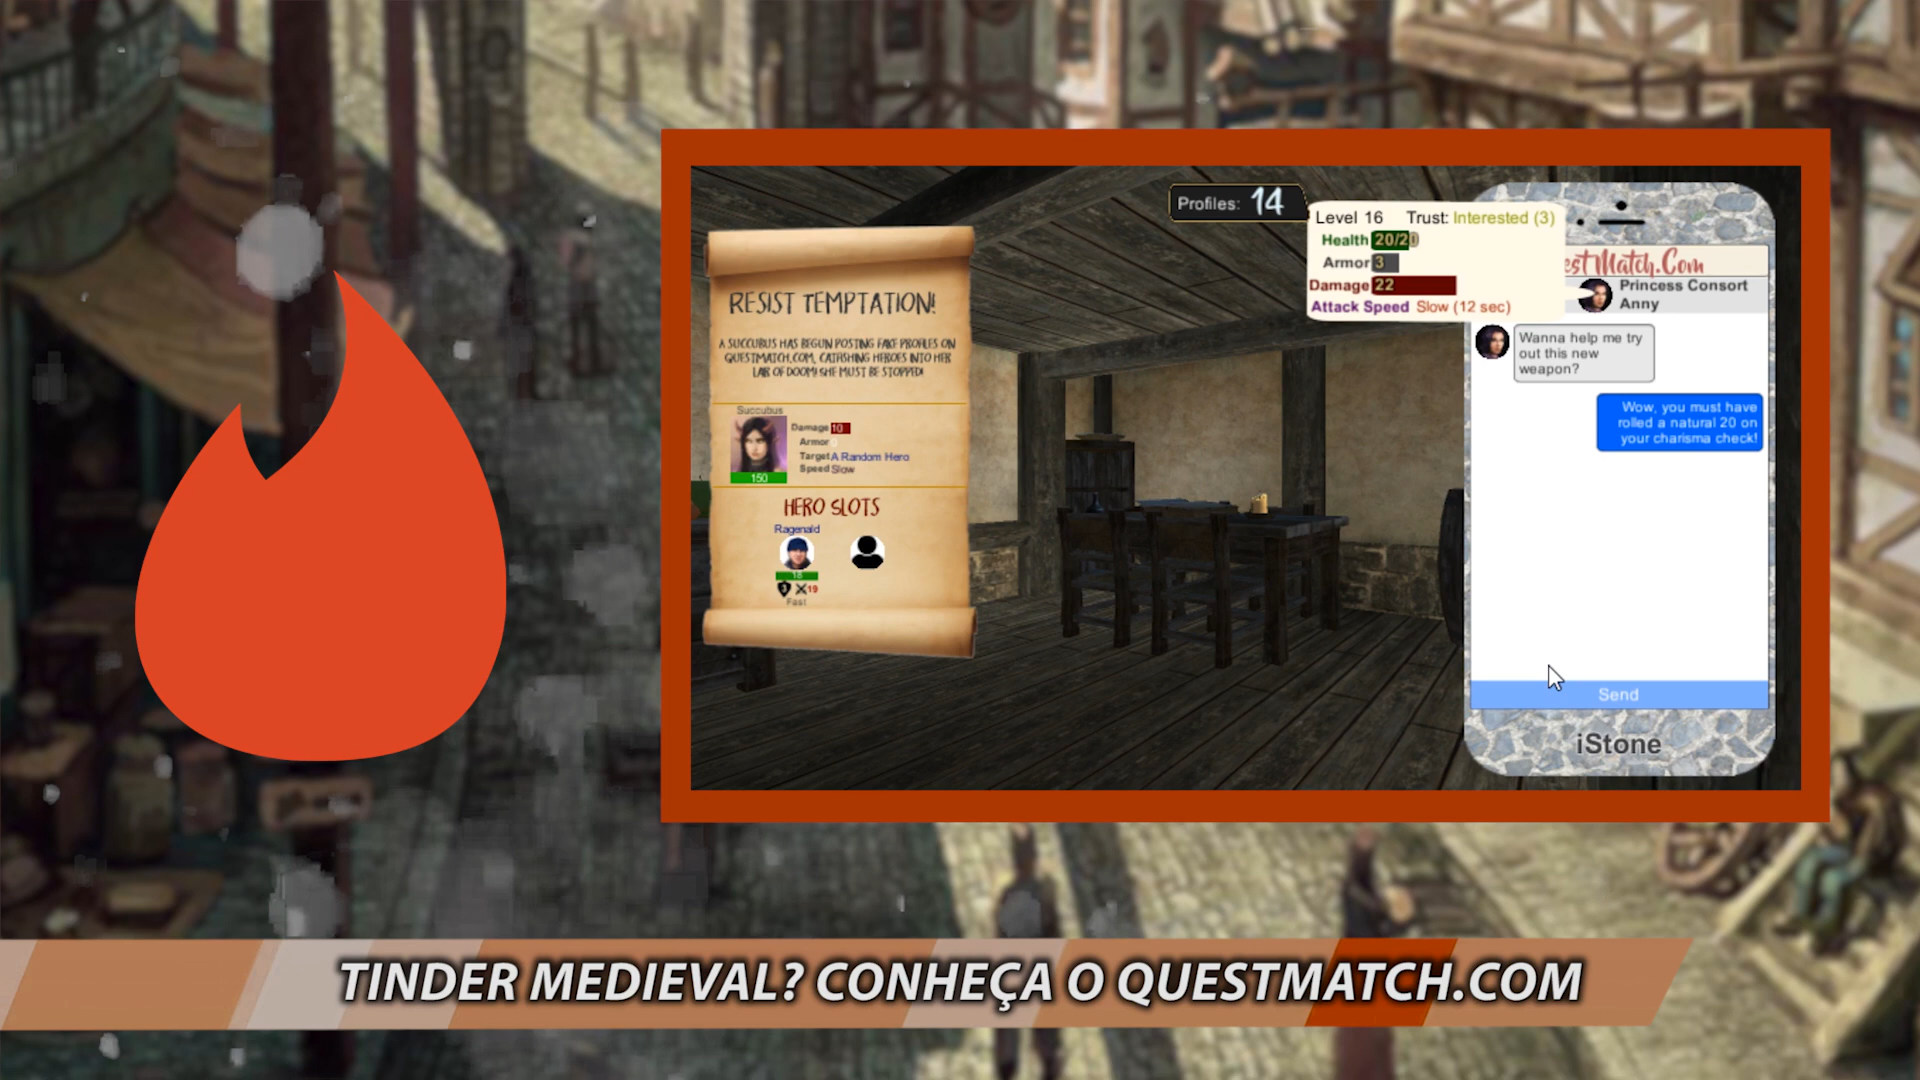 Profiles: 14
Level 16 Trust: Interested (3)
Health 20/20
Armor 3
Damage 22
Attack Speed Slow (12 sec)
RESIST TEMPTATION!
A SUCCUBUS HAS BEGUN POSTING FAKE PROFILES ON
QUESTMATCH.COM, CATFISHING HEROES INTO HER
LAIR OF DOOM! SHE MUST BE STOPPED!
Succubus
Damage 10
Armor
Target A Random Hero
Speed Slow
150
HERO SLOTS
Ragenald
18
19
Fast
estMatch.Com
Princess Consort
Anny
Wanna help me try
out this new
weapon?
Wow, you must have
rolled a natural 20 on
your charisma check!
Send
iStone
TINDER MEDIEVAL? CONHEÇA O QUESTMATCH.COM